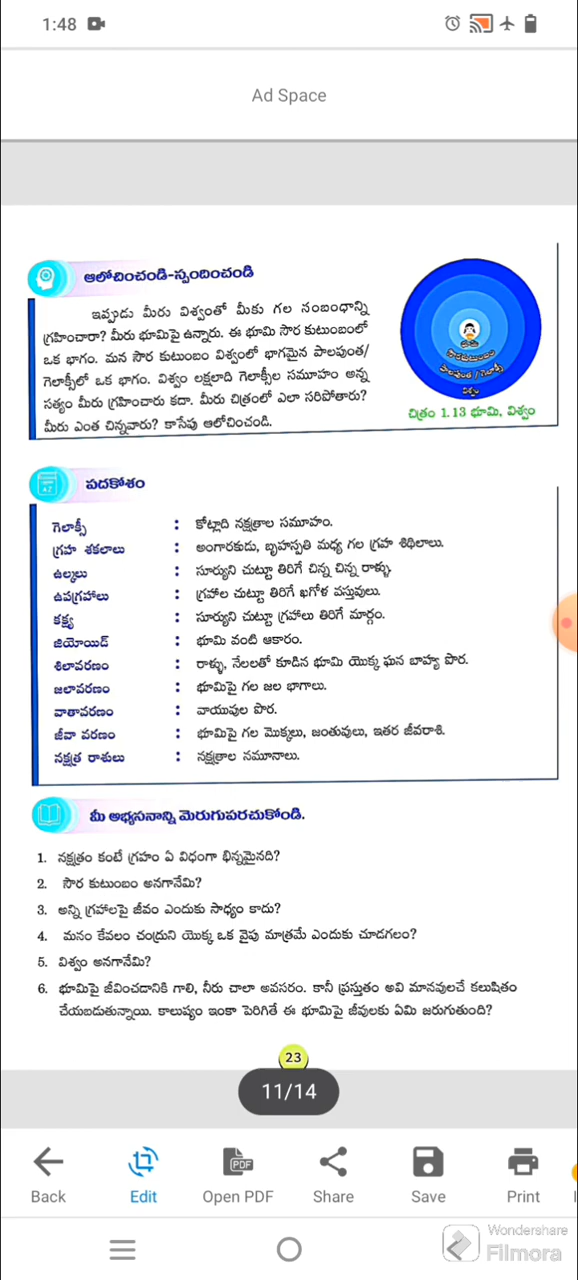 1:48
Ad Space
ఆలోచించండి-స్పందించండి
ఇప్పుడు మీరు విశ్వంతో మీకు గల సంబంధాన్ని
గ్రహించారా? మీరు భూమిపై ఉన్నారు. ఈ భూమి సౌర కుటుంబంలో
ఒక భాగం. మన సౌర కుటుంబం విశ్వంలో భాగమైన పాలపుంత/
గెలాక్సీలో ఒక భాగం. విశ్వం లక్షలాది గెలాక్సీల సమూహం అన్న
సత్యం మీరు గ్రహించారు కదా. మీరు చిత్రంలో ఎలా సరిపోతారు?
మీరు ఎంత చిన్నవారు? కాసేపు ఆలోచించండి.
భూమి
సౌరకుటుంబం
పాలపుంత / గెలాక్సీ
విశ్వం
చిత్రం 1.13 భూమి, విశ్వం
పదకోశం
గెలాక్సీ : కోట్లాది నక్షత్రాల సమూహం.
గ్రహ శకలాలు : అంగారకుడు, బృహస్పతి మధ్య గల గ్రహ శిథిలాలు.
ఉల్కలు : సూర్యుని చుట్టూ తిరిగే చిన్న చిన్న రాళ్ళు.
ఉపగ్రహాలు : గ్రహాల చుట్టూ తిరిగే ఖగోళ వస్తువులు.
కక్ష్య : సూర్యుని చుట్టూ గ్రహాలు తిరిగే మార్గం.
జియోయిడ్ : భూమి వంటి ఆకారం.
శిలావరణం : రాళ్ళు, నేలలతో కూడిన భూమి యొక్క ఘన బాహ్య పొర.
జలావరణం : భూమిపై గల జల భాగాలు.
వాతావరణం : వాయువుల పొర.
జీవా వరణం : భూమిపై గల మొక్కలు, జంతువులు, ఇతర జీవరాశి.
నక్షత్ర రాశులు : నక్షత్రాల నమూనాలు.
మీ అభ్యసనాన్ని మెరుగుపరచుకోండి.
1. నక్షత్రం కంటే గ్రహం ఏ విధంగా భిన్నమైనది?
2. సౌర కుటుంబం అనగానేమి?
3. అన్ని గ్రహాలపై జీవం ఎందుకు సాధ్యం కాదు?
4. మనం కేవలం చంద్రుని యొక్క ఒక వైపు మాత్రమే ఎందుకు చూడగలం?
5. విశ్వం అనగానేమి?
6. భూమిపై జీవించడానికి గాలి, నీరు చాలా అవసరం. కానీ ప్రస్తుతం అవి మానవులచే కలుషితం
చేయబడుతున్నాయి. కాలుష్యం ఇంకా పెరిగితే ఈ భూమిపై జీవులకు ఏమి జరుగుతుంది?
23
11/14
PDF
Back Edit Open PDF Share Save Print
Wondershare
Filmora